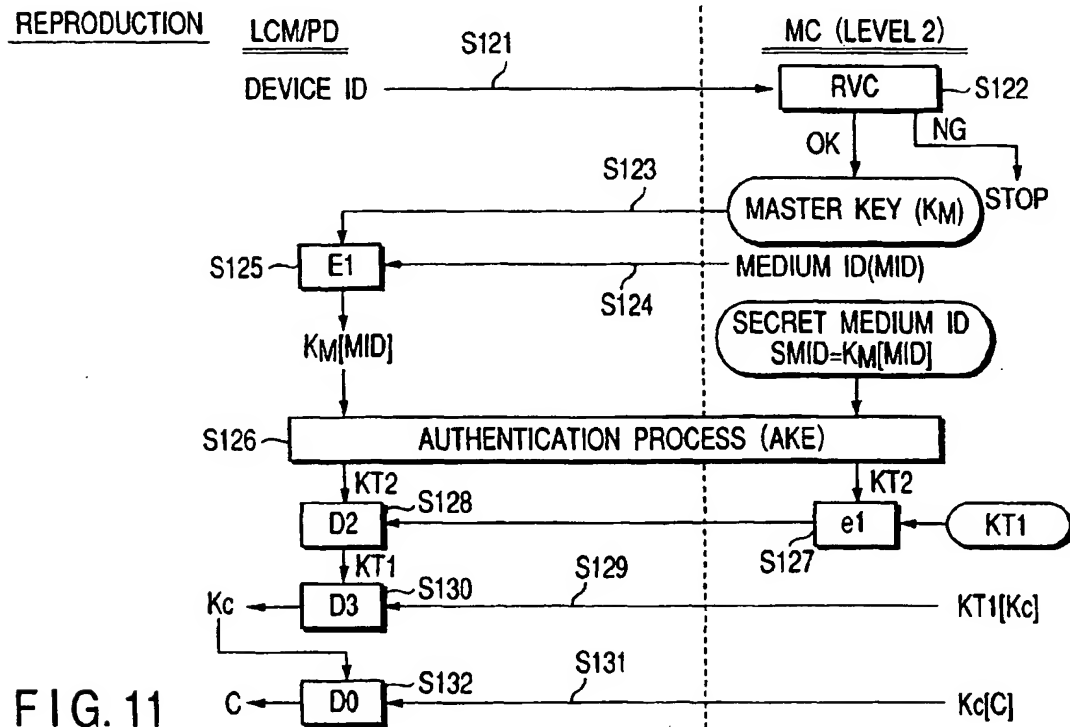 REPRODUCTION LCM/PD MC (LEVEL 2)
S121
DEVICE ID RVC S122
OK NG
S123 STOP
MASTER KEY (KM)
S125 E1 MEDIUM ID(MID)
S124
KM[MID] SECRET MEDIUM ID
SMID=KM[MID]
S126 AUTHENTICATION PROCESS (AKE)
KT2 KT2
D2 S128 e1 KT1
S127
KT1 S129
Kc D3 S130 KT1[Kc]
S131
C D0 S132 Kc[C]
FIG. 11